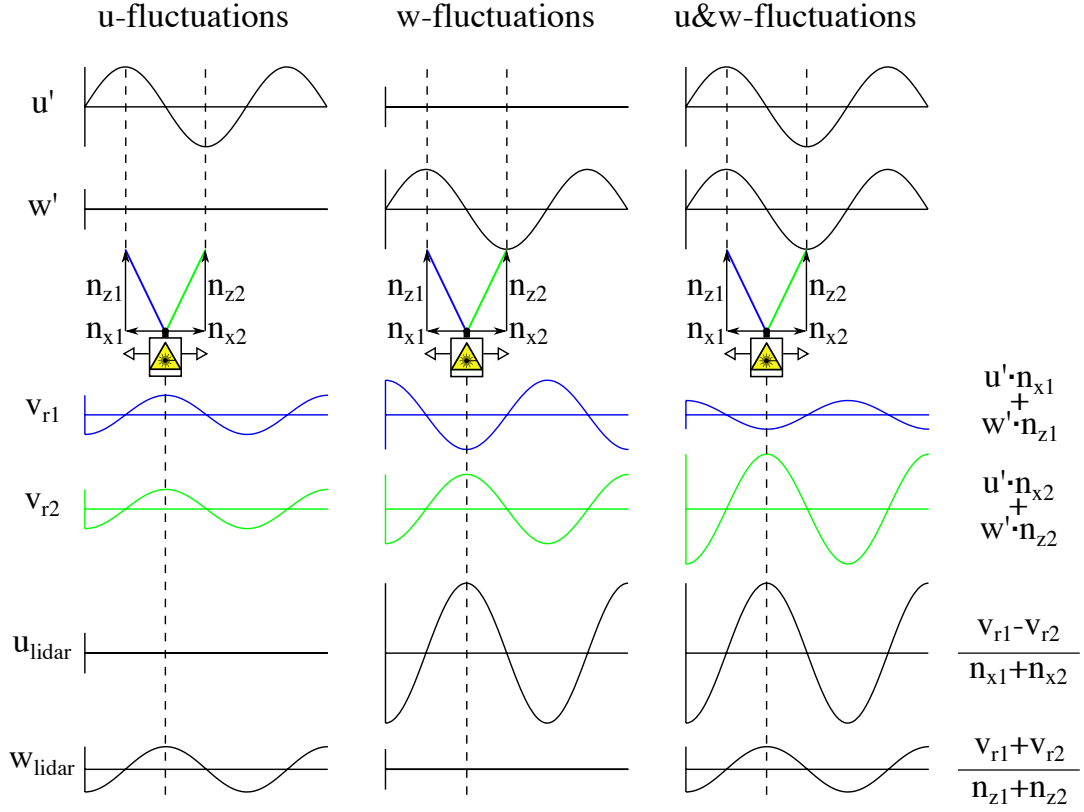 u-fluctuations w-fluctuations u&w-fluctuations
u'
w'
n_z1 n_z2 n_z1 n_z2 n_z1 n_z2
n_x1 n_x2 n_x1 n_x2 n_x1 n_x2
v_r1
u'·n_x1
+
w'·n_z1
v_r2
u'·n_x2
+
w'·n_z2
u_lidar
v_r1-v_r2
n_x1+n_x2
w_lidar
v_r1+v_r2
n_z1+n_z2